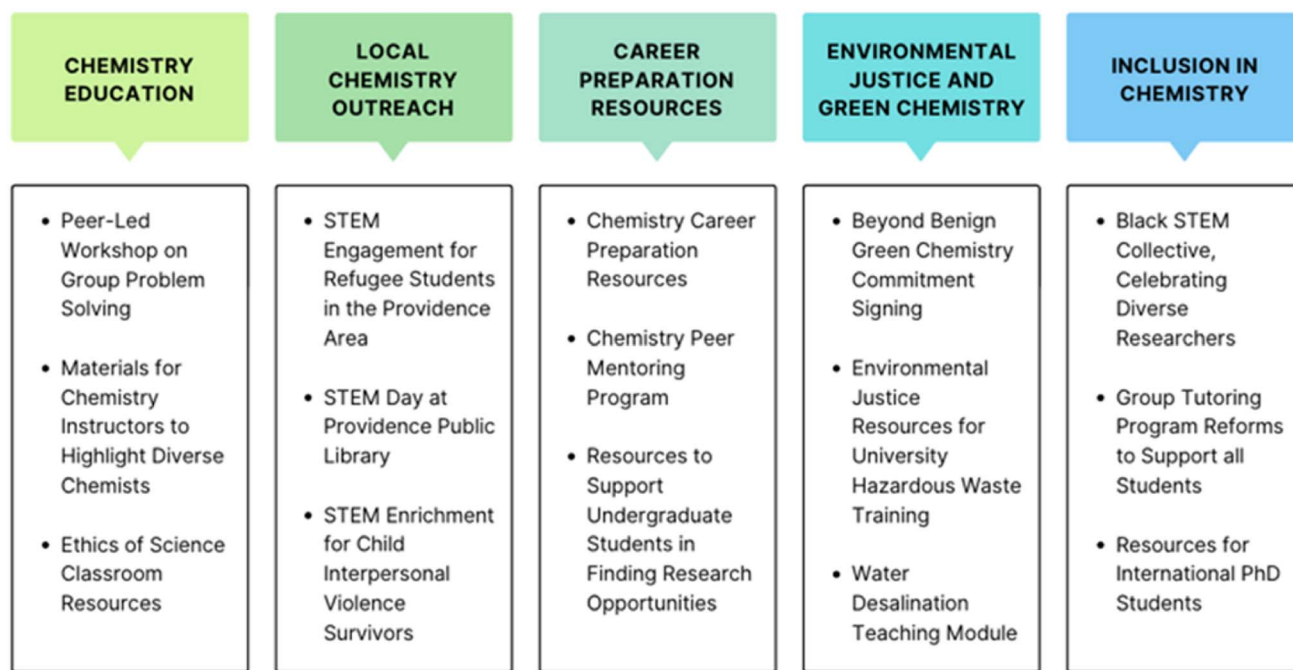 CHEMISTRY
EDUCATION
• Peer-Led
Workshop on
Group Problem
Solving
• Materials for
Chemistry
Instructors to
Highlight Diverse
Chemists
• Ethics of Science
Classroom
Resources
LOCAL
CHEMISTRY
OUTREACH
• STEM
Engagement for
Refugee Students
in the Providence
Area
• STEM Day at
Providence Public
Library
• STEM Enrichment
for Child
Interpersonal
Violence
Survivors
CAREER
PREPARATION
RESOURCES
• Chemistry Career
Preparation
Resources
• Chemistry Peer
Mentoring
Program
• Resources to
Support
Undergraduate
Students in
Finding Research
Opportunities
ENVIRONMENTAL
JUSTICE AND
GREEN CHEMISTRY
• Beyond Benign
Green Chemistry
Commitment
Signing
• Environmental
Justice
Resources for
University
Hazardous Waste
Training
• Water
Desalination
Teaching Module
INCLUSION IN
CHEMISTRY
• Black STEM
Collective,
Celebrating
Diverse
Researchers
• Group Tutoring
Program Reforms
to Support all
Students
• Resources for
International PhD
Students